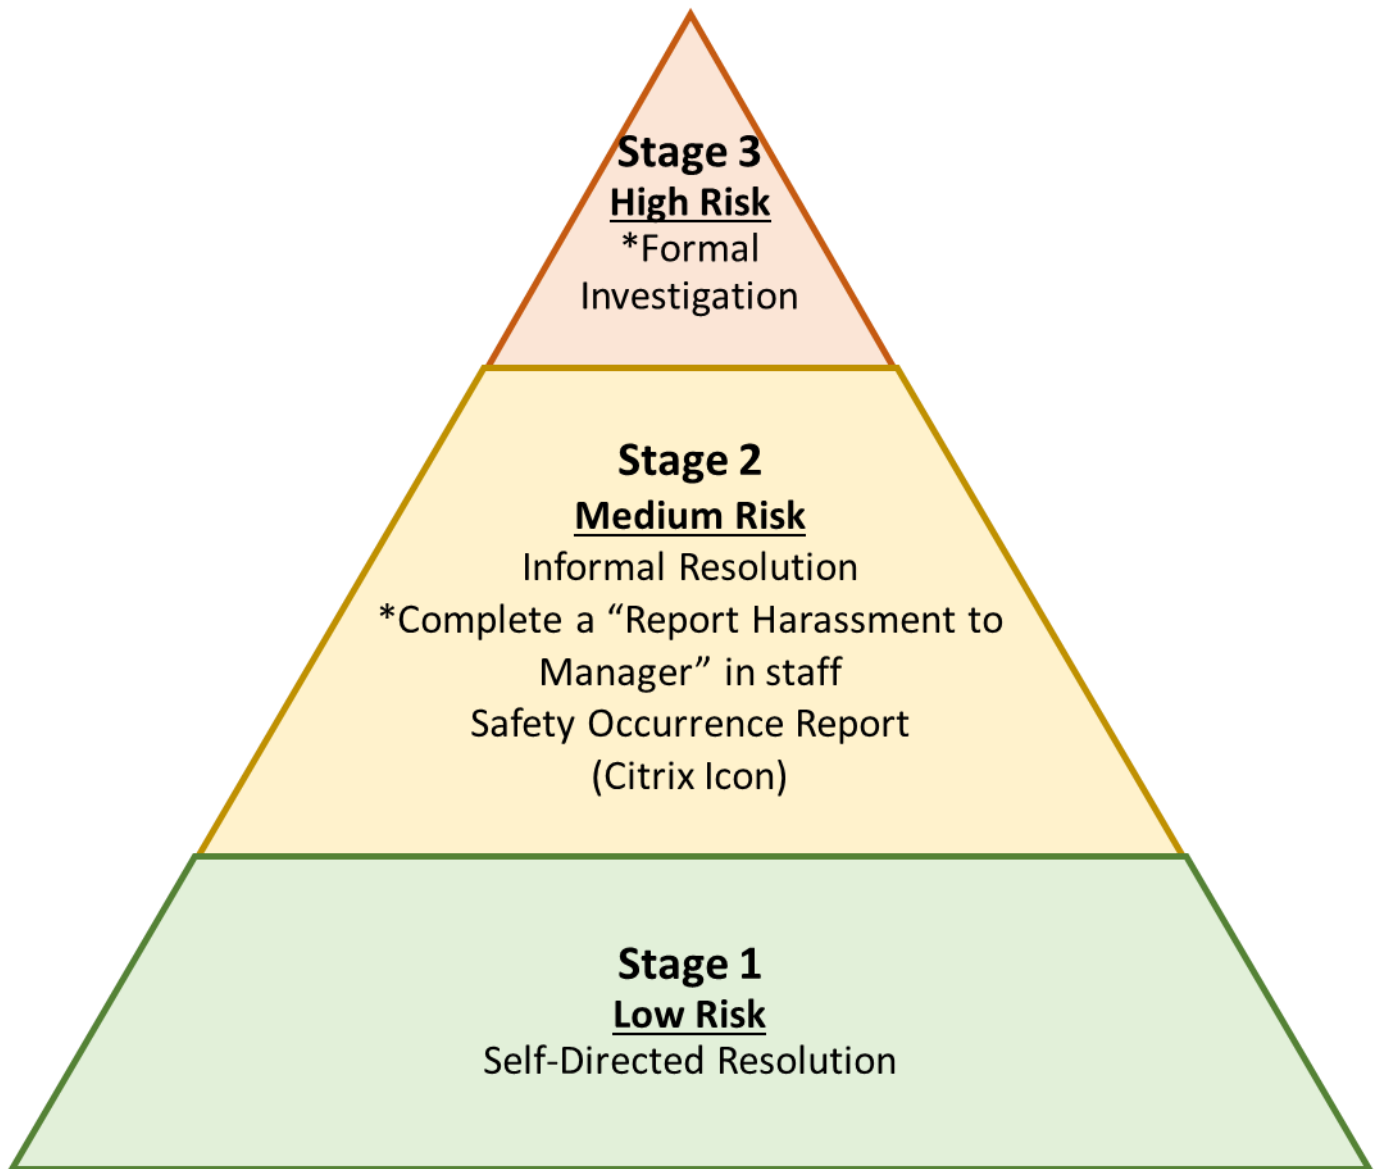 Stage 3
High Risk
*Formal
Investigation
Stage 2
Medium Risk
Informal Resolution
*Complete a “Report Harassment to
Manager” in staff
Safety Occurrence Report
(Citrix Icon)
Stage 1
Low Risk
Self-Directed Resolution